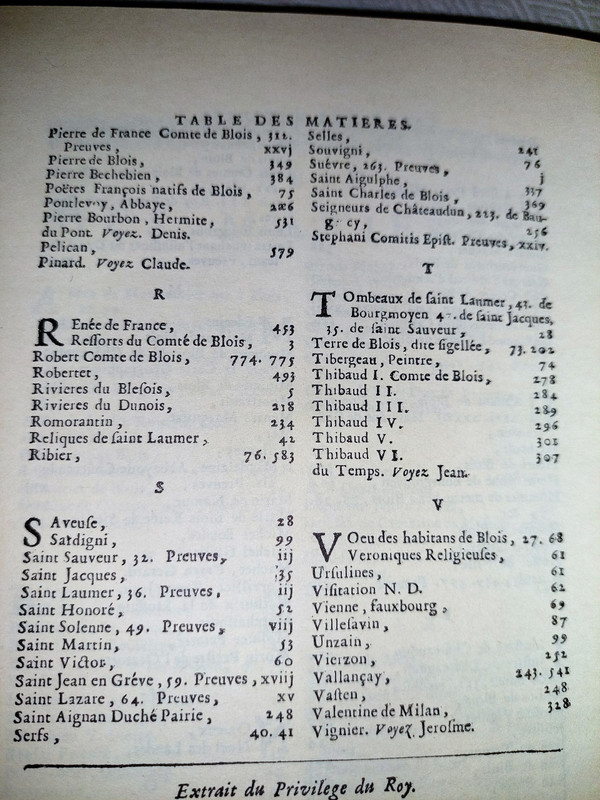 TABLE DES MATIERES.
Pierre de France Comte de Blois, 312.
Preuves, xxvj
Pierre de Blois, 349
Pierre Bechebien, 384
Poëtes François natifs de Blois, 75
Pontlevoy, Abbaye,
Pierre Bourbon, Hermite, 531
du Pont. Voyez. Denis.
Pelican, 579
Pinard. Voyez Claude.
R
REnée de France, 453
Reſſorts du Comté de Blois, 3
Robert Comte de Blois, 774. 775
Robertet, 493
Rivieres du Bleſois, 5
Rivieres du Dunois, 218
Romorantin, 234
Reliques de ſaint Laumer, 42
Ribier, 76. 583
S
SAveuſe, 28
Sardigni, 99
Saint Sauveur, 32. Preuves, iij
Saint Jacques, 35
Saint Laumer, 36. Preuves, iij
Saint Honoré, 52
Saint Solenne, 49. Preuves, viij
Saint Martin, 53
Saint Victor, 60
Saint Jean en Gréve, 59. Preuves, xviij
Saint Lazare, 64. Preuves, xv
Saint Aignan Duché Pairie, 248
Serfs, 40. 41
Selles, 241
Souvigni, 76
Suévre, 263. Preuves, j
Saint Aigulphe, 337
Saint Charles de Blois, 369
Seigneurs de Châteaudun, 213. de Bau-
gency, 256
Stephani Comitis Epiſt. Preuves, xxiv.
T
TOmbeaux de ſaint Laumer, 41. de
Bourgmoyen 47. de ſaint Jacques,
35. de ſaint Sauveur, 28
Terre de Blois, dite ſigellée, 73. 202
Tibergeau, Peintre, 74
Thibaud I. Comte de Blois, 278
Thibaud II. 284
Thibaud III. 289
Thibaud IV. 296
Thibaud V. 301
Thibaud VI. 307
du Temps. Voyez Jean.
V
VOeu des habitans de Blois, 27. 68
Veroniques Religieuſes, 61
Urſulines, 61
Viſitation N. D. 62
Vienne, fauxbourg, 69
Villeſavin, 87
Unzain, 99
Vierzon, 252
Vallançay, 243. 541
Vaſten, 248
Valentine de Milan, 328
Vignier. Voyez Jeroſme.
Extrait du Privilege du Roy.